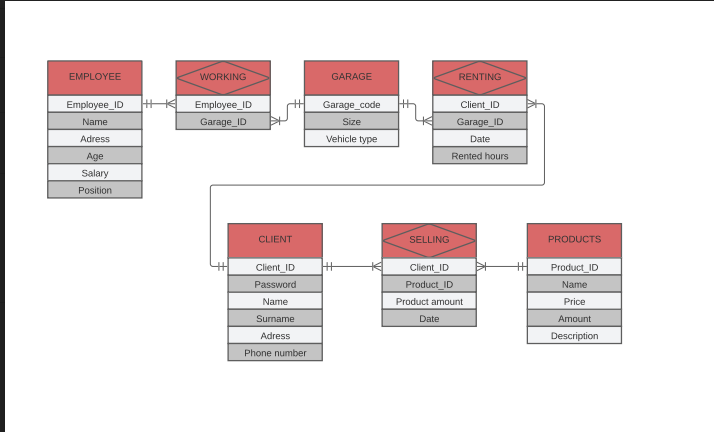 EMPLOYEE
Employee_ID
Name
Adress
Age
Salary
Position
WORKING
Employee_ID
Garage_ID
GARAGE
Garage_code
Size
Vehicle type
RENTING
Client_ID
Garage_ID
Date
Rented hours
CLIENT
Client_ID
Password
Name
Surname
Adress
Phone number
SELLING
Client_ID
Product_ID
Product amount
Date
PRODUCTS
Product_ID
Name
Price
Amount
Description